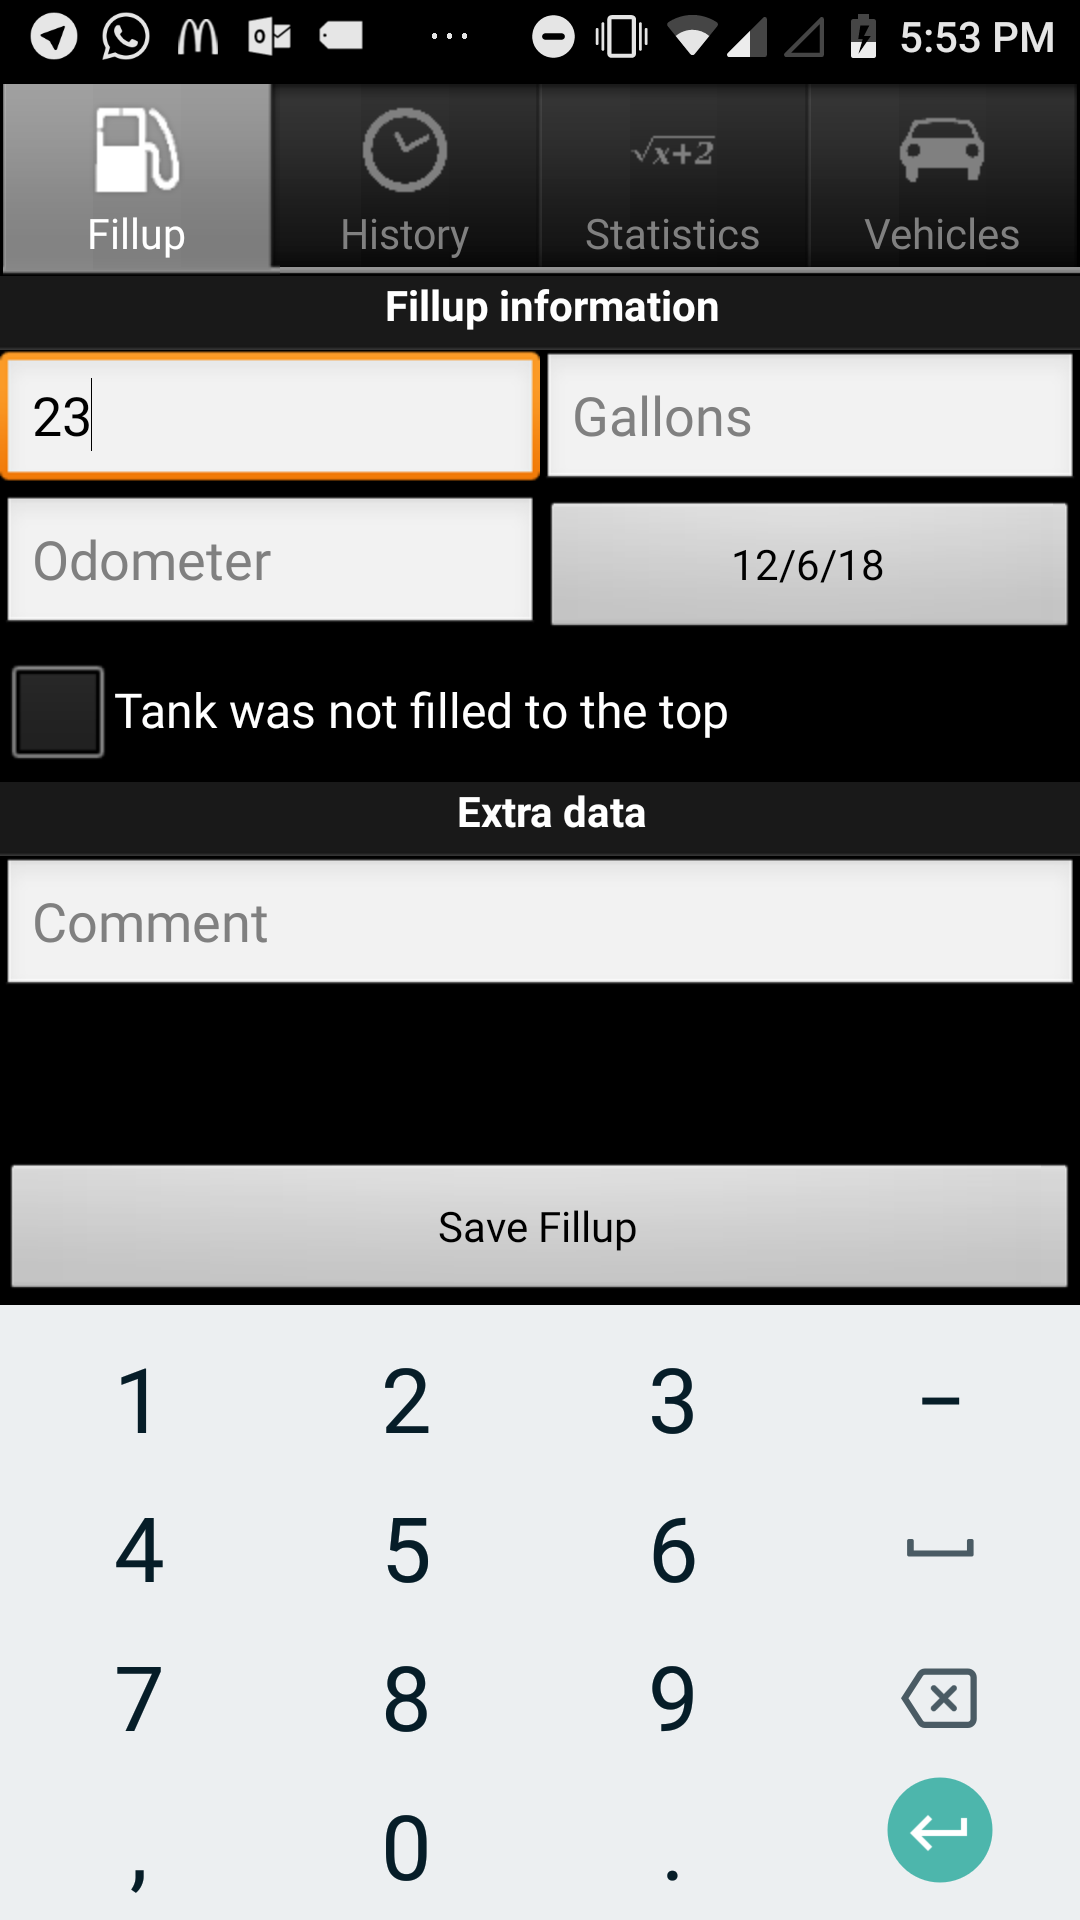 5:53 PM
Fillup
History
√x+2
Statistics
Vehicles
Fillup information
23
Gallons
Odometer
12/6/18
Tank was not filled to the top
Extra data
Comment
Save Fillup
1 2 3 –
4 5 6
7 8 9
, 0 .